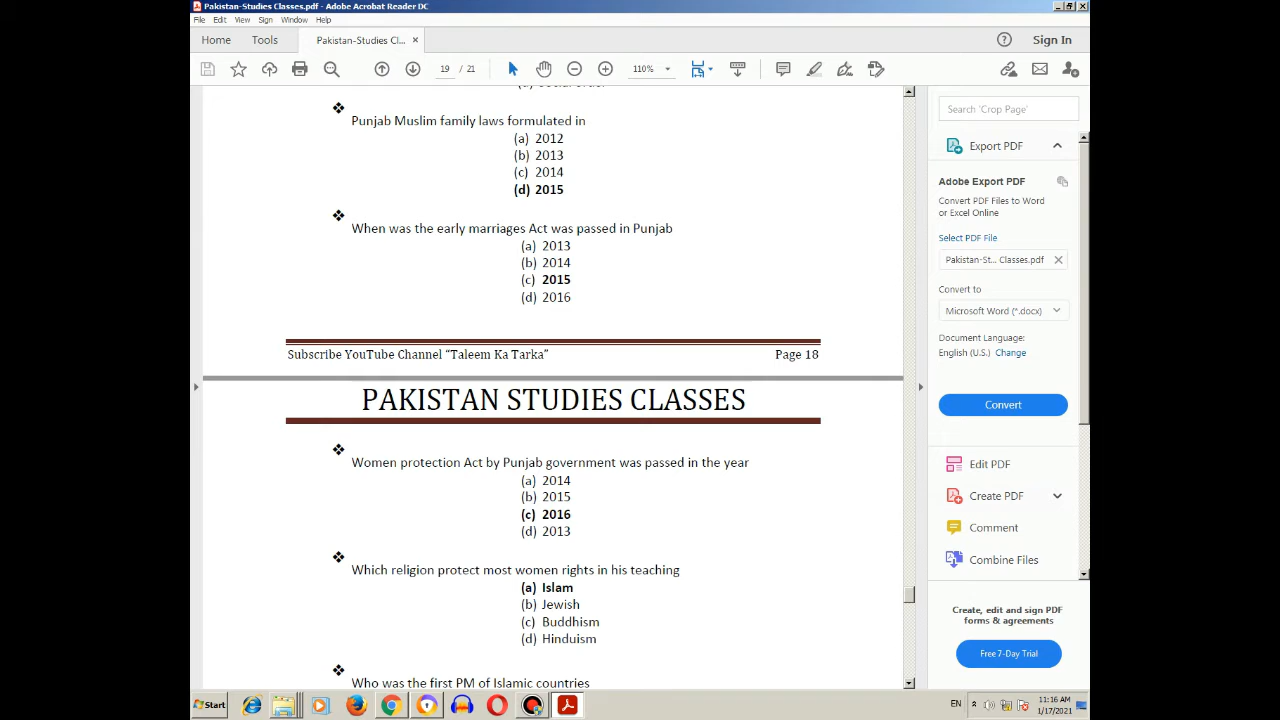 Pakistan-Studies Classes.pdf - Adobe Acrobat Reader DC
File Edit View Sign Window Help
Home Tools Pakistan-Studies Cl... × Sign In
19 / 21 110%
Search 'Crop Page'
Punjab Muslim family laws formulated in
(a) 2012
(b) 2013
(c) 2014
(d) 2015
When was the early marriages Act was passed in Punjab
(a) 2013
(b) 2014
(c) 2015
(d) 2016
Subscribe YouTube Channel “Taleem Ka Tarka” Page 18
PAKISTAN STUDIES CLASSES
Women protection Act by Punjab government was passed in the year
(a) 2014
(b) 2015
(c) 2016
(d) 2013
Which religion protect most women rights in his teaching
(a) Islam
(b) Jewish
(c) Buddhism
(d) Hinduism
Who was the first PM of Islamic countries
Export PDF
Adobe Export PDF
Convert PDF Files to Word
or Excel Online
Select PDF File
Pakistan-St... Classes.pdf
Convert to
Microsoft Word (*.docx)
Document Language:
English (U.S.) Change
Convert
Edit PDF
Create PDF
Comment
Combine Files
Create, edit and sign PDF
forms & agreements
Free 7-Day Trial
Start EN 11:16 AM
1/17/2021